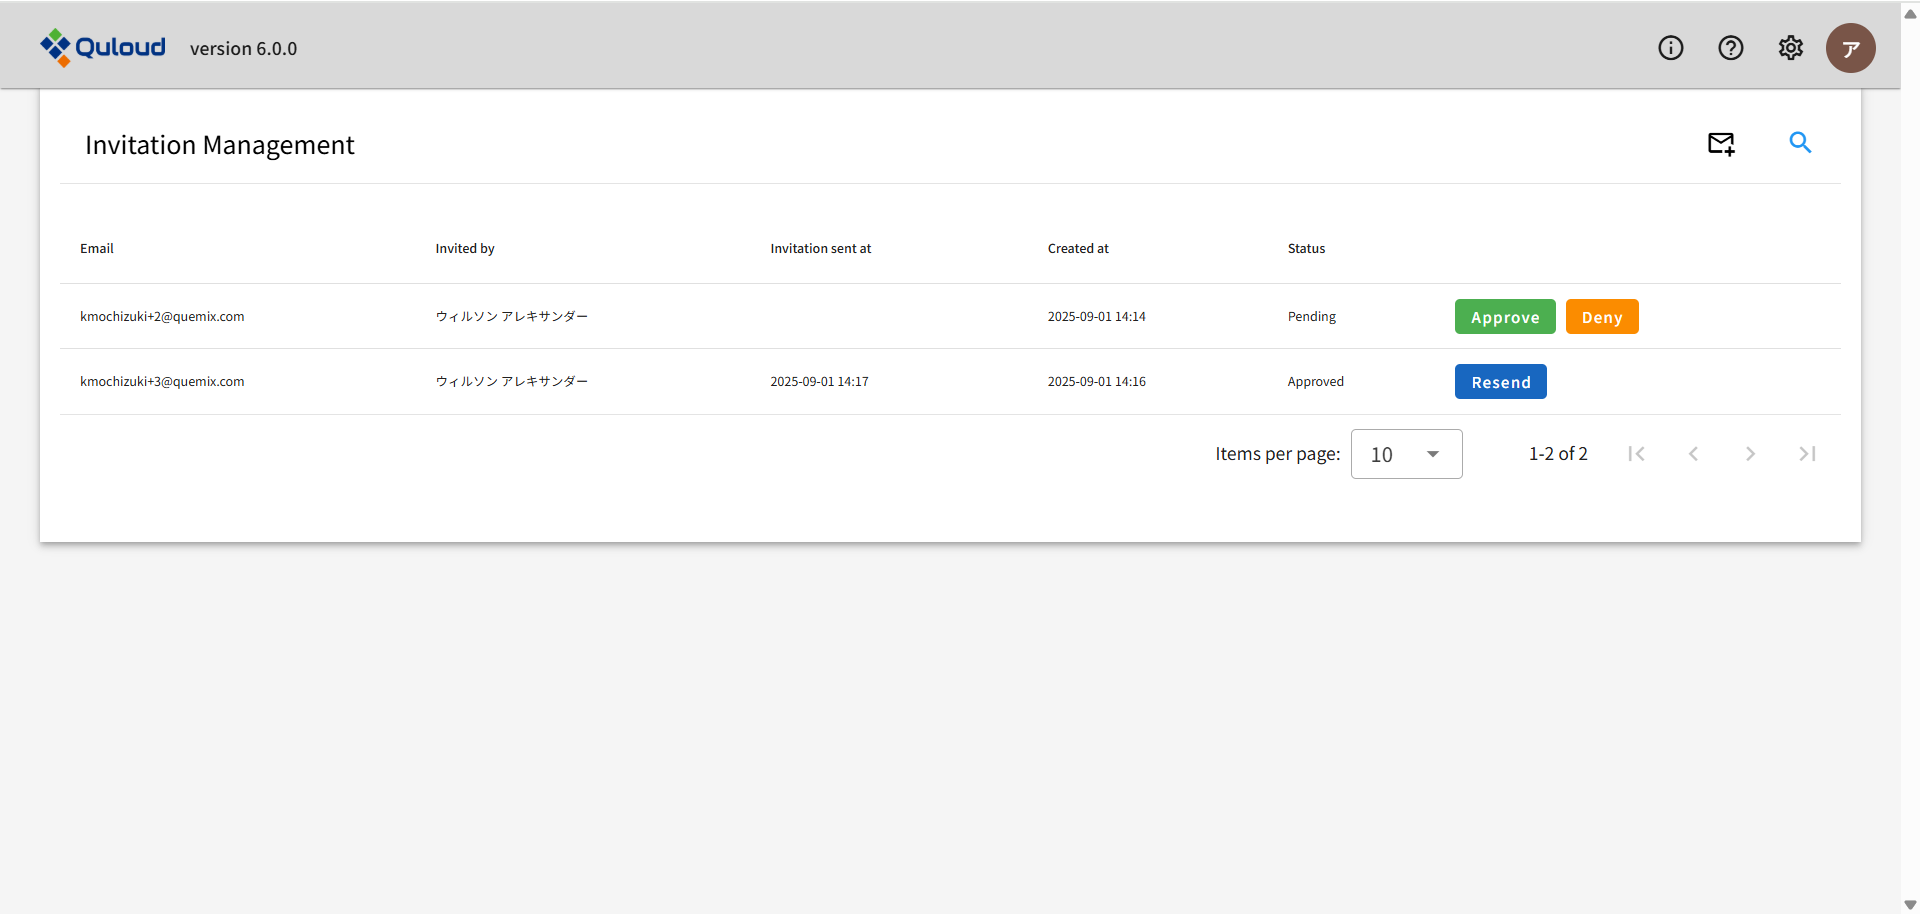 Quloud version 6.0.0 ア
Invitation Management
Email Invited by Invitation sent at Created at Status
kmochizuki+2@quemix.com ウィルソン アレキサンダー 2025-09-01 14:14 Pending Approve Deny
kmochizuki+3@quemix.com ウィルソン アレキサンダー 2025-09-01 14:17 2025-09-01 14:16 Approved Resend
Items per page: 10 1-2 of 2